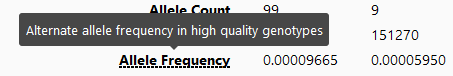 Allele Count 99 9
Alternate allele frequency in high quality genotypes 151270
Allele Frequency 0.00009665 0.00005950